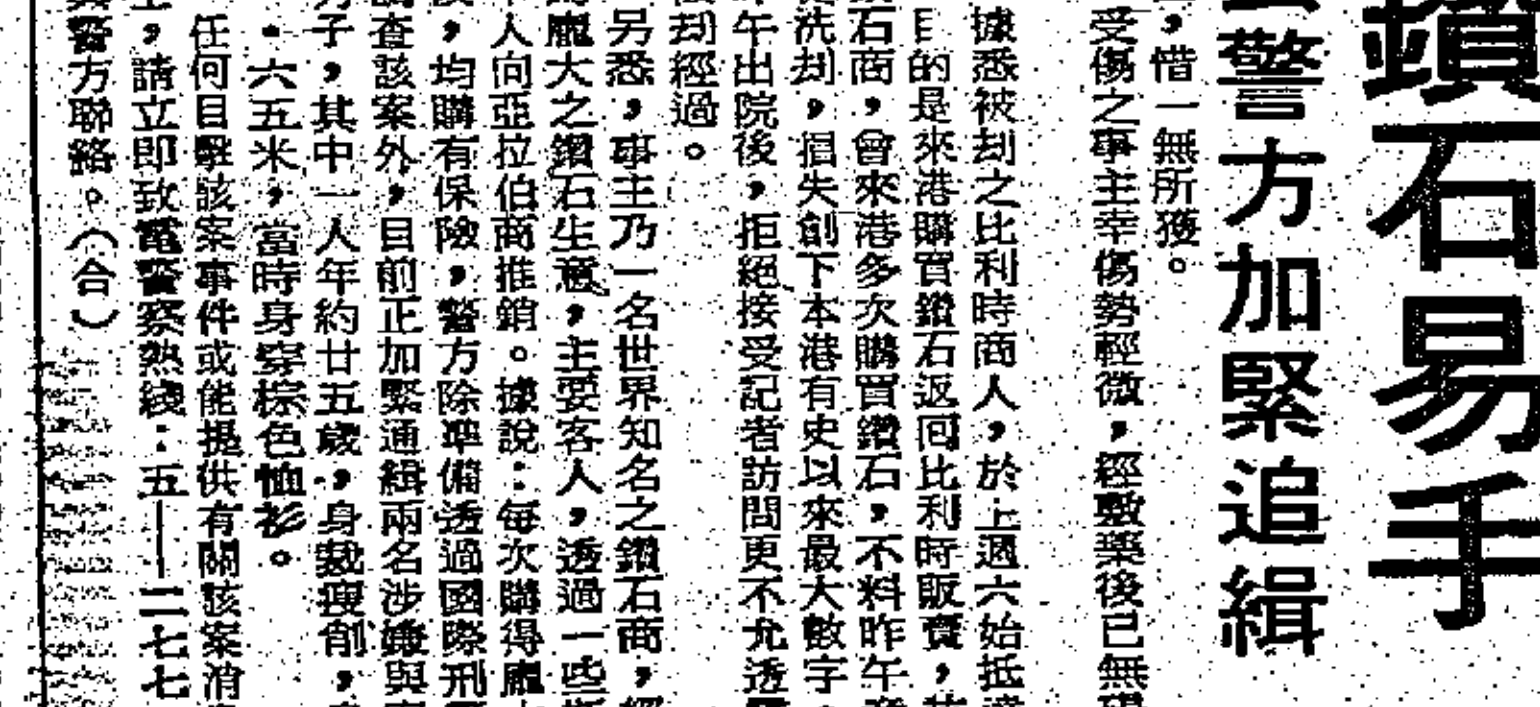 鑽石易手
警方加緊追緝
，惜一無所獲。
受傷之事主幸傷勢輕微，經敷藥後已無
據悉被刦之比利時商人，於上週六始抵
目的是來港購買鑽石返回比利時販賣，
石商，曾來港多次購買鑽石，不料昨午
洗刦，損失創下本港有史以來最大數字
午出院後，拒絕接受記者訪問更不允透
刦經過。
另悉，事主乃一名世界知名之鑽石商，
龐大之鑽石生意，主要客人，透過一些
人向亞拉伯商推銷。據說：每次購得龐
，均購有保險，警方除準備透過國際刑
查該案外，目前正加緊通緝兩名涉嫌與
子，其中一人年約廿五歲，身裁瘦削，
．六五米，當時身穿棕色恤衫。
任何目擊該案事件或能提供有關該案消
，請立即致電警察熱綫：五——二七七
警方聯絡。（合）